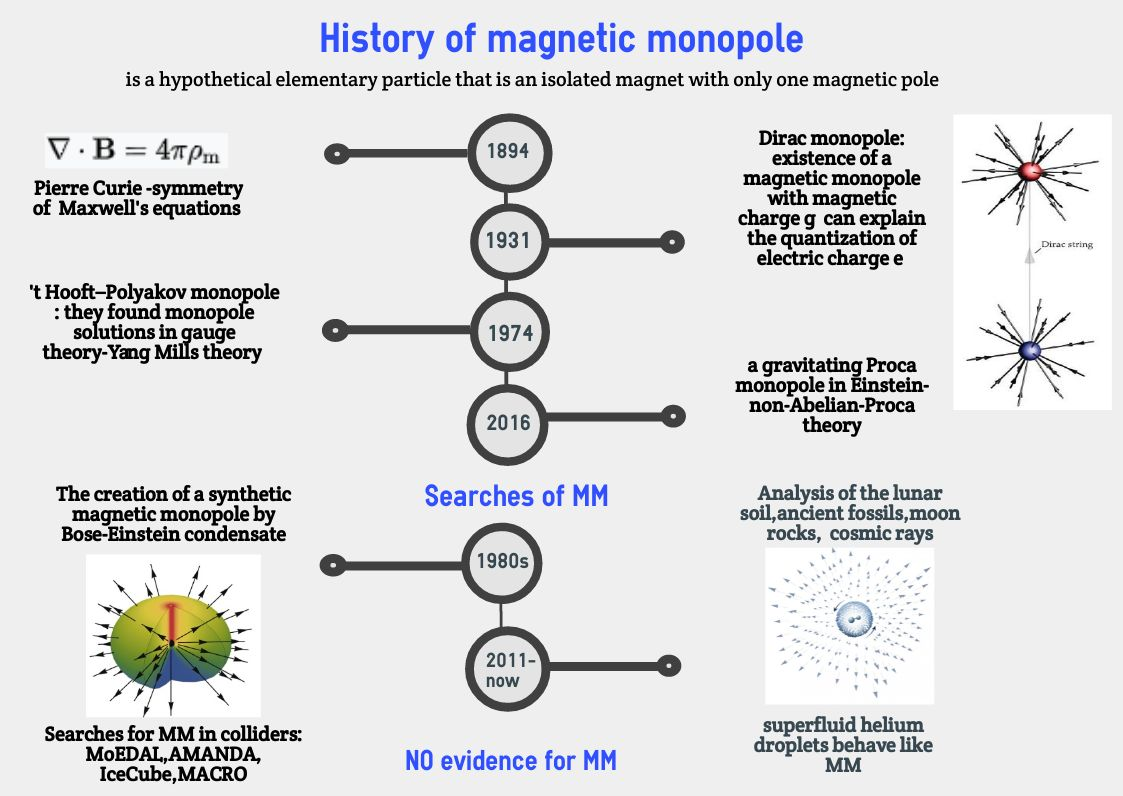 History of magnetic monopole
is a hypothetical elementary particle that is an isolated magnet with only one magnetic pole
∇ · B = 4πρm
Pierre Curie -symmetry
of Maxwell's equations
1894
Dirac monopole:
existence of a
magnetic monopole
with magnetic
charge g can explain
the quantization of
electric charge e
Dirac string
1931
't Hooft–Polyakov monopole
: they found monopole
solutions in gauge
theory-Yang Mills theory
1974
a gravitating Proca
monopole in Einstein-
non-Abelian-Proca
theory
2016
Searches of MM
The creation of a synthetic
magnetic monopole by
Bose-Einstein condensate
1980s
Analysis of the lunar
soil,ancient fossils,moon
rocks, cosmic rays
2011-
now
Searches for MM in colliders:
MoEDAL,AMANDA,
IceCube,MACRO
superfluid helium
droplets behave like
MM
NO evidence for MM